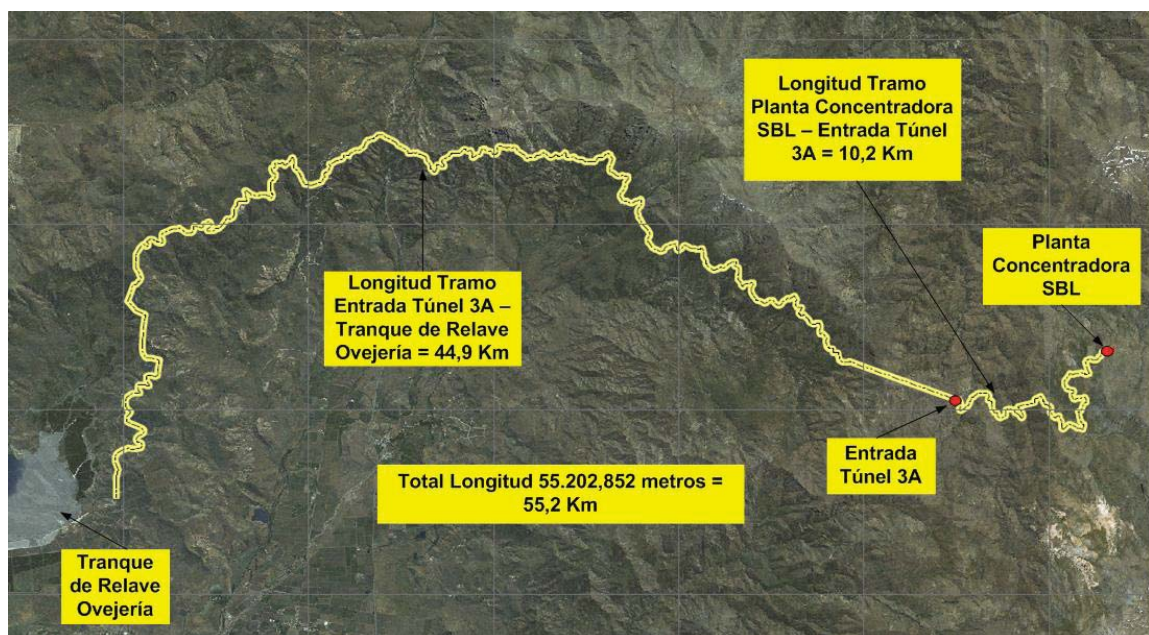 Longitud Tramo
Planta Concentradora
SBL – Entrada Túnel
3A = 10,2 Km
Planta
Concentradora
SBL
Longitud Tramo
Entrada Túnel 3A –
Tranque de Relave
Ovejería = 44,9 Km
Entrada
Túnel 3A
Total Longitud 55.202,852 metros =
55,2 Km
Tranque
de Relave
Ovejería